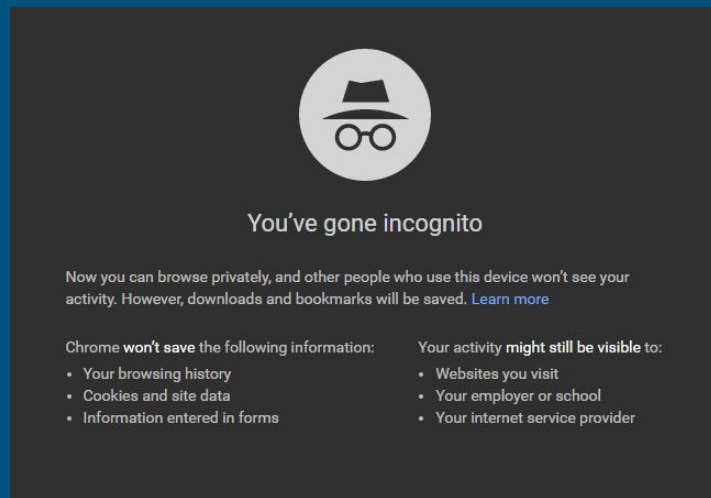 You’ve gone incognito
Now you can browse privately, and other people who use this device won’t see your
activity. However, downloads and bookmarks will be saved. Learn more
Chrome won’t save the following information:
• Your browsing history
• Cookies and site data
• Information entered in forms
Your activity might still be visible to:
• Websites you visit
• Your employer or school
• Your internet service provider